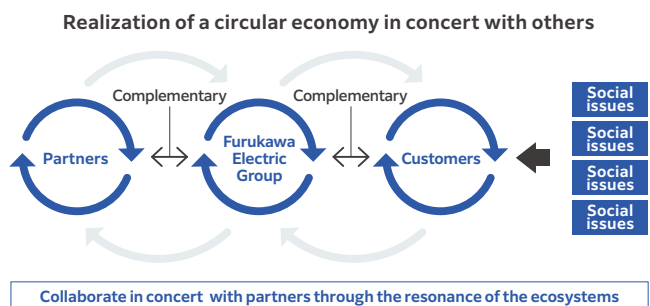 Realization of a circular economy in concert with others
Complementary
Complementary
Partners
Furukawa
Electric
Group
Customers
Social
issues
Social
issues
Social
issues
Social
issues
Collaborate in concert with partners through the resonance of the ecosystems